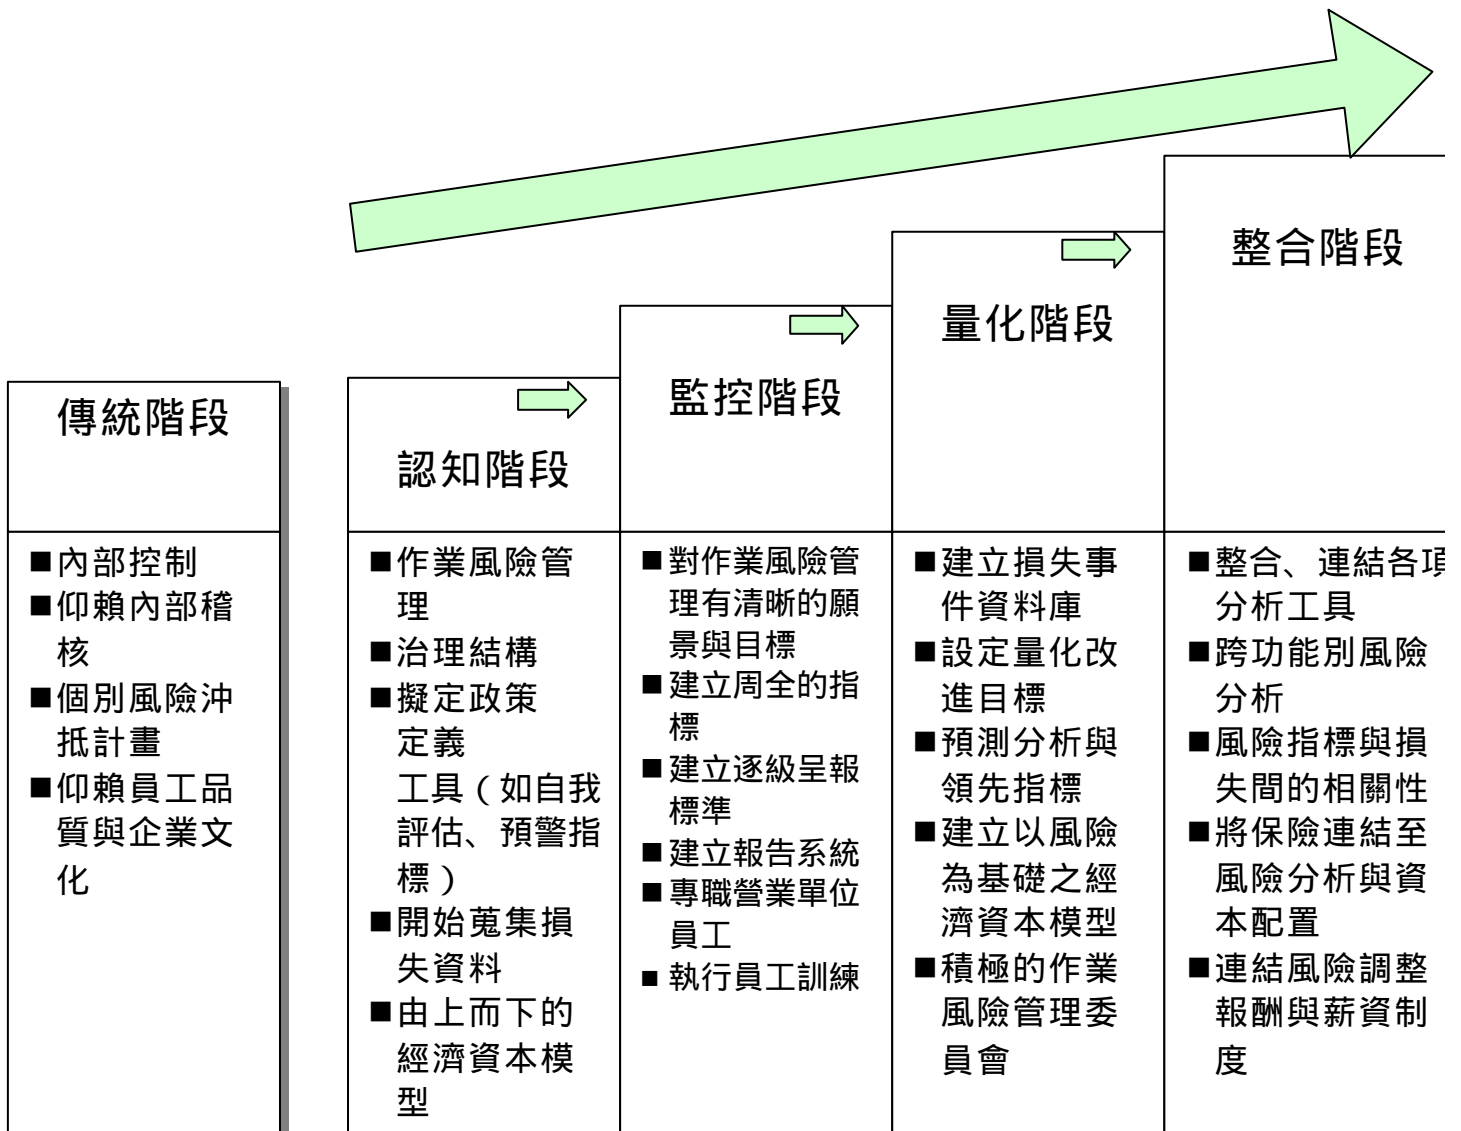 傳統階段
■內部控制
■仰賴內部稽
核
■個別風險沖
抵計畫
■仰賴員工品
質與企業文
化
認知階段
■作業風險管
理
■治理結構
■擬定政策
定義
工具（如自我
評估、預警指
標）
■開始蒐集損
失資料
■由上而下的
經濟資本模
型
監控階段
■對作業風險管
理有清晰的願
景與目標
■建立周全的指
標
■建立逐級呈報
標準
■建立報告系統
■專職營業單位
員工
■執行員工訓練
量化階段
■建立損失事
件資料庫
■設定量化改
進目標
■預測分析與
領先指標
■建立以風險
為基礎之經
濟資本模型
■積極的作業
風險管理委
員會
整合階段
■整合、連結各項
分析工具
■跨功能別風險
分析
■風險指標與損
失間的相關性
■將保險連結至
風險分析與資
本配置
■連結風險調整
報酬與薪資制
度